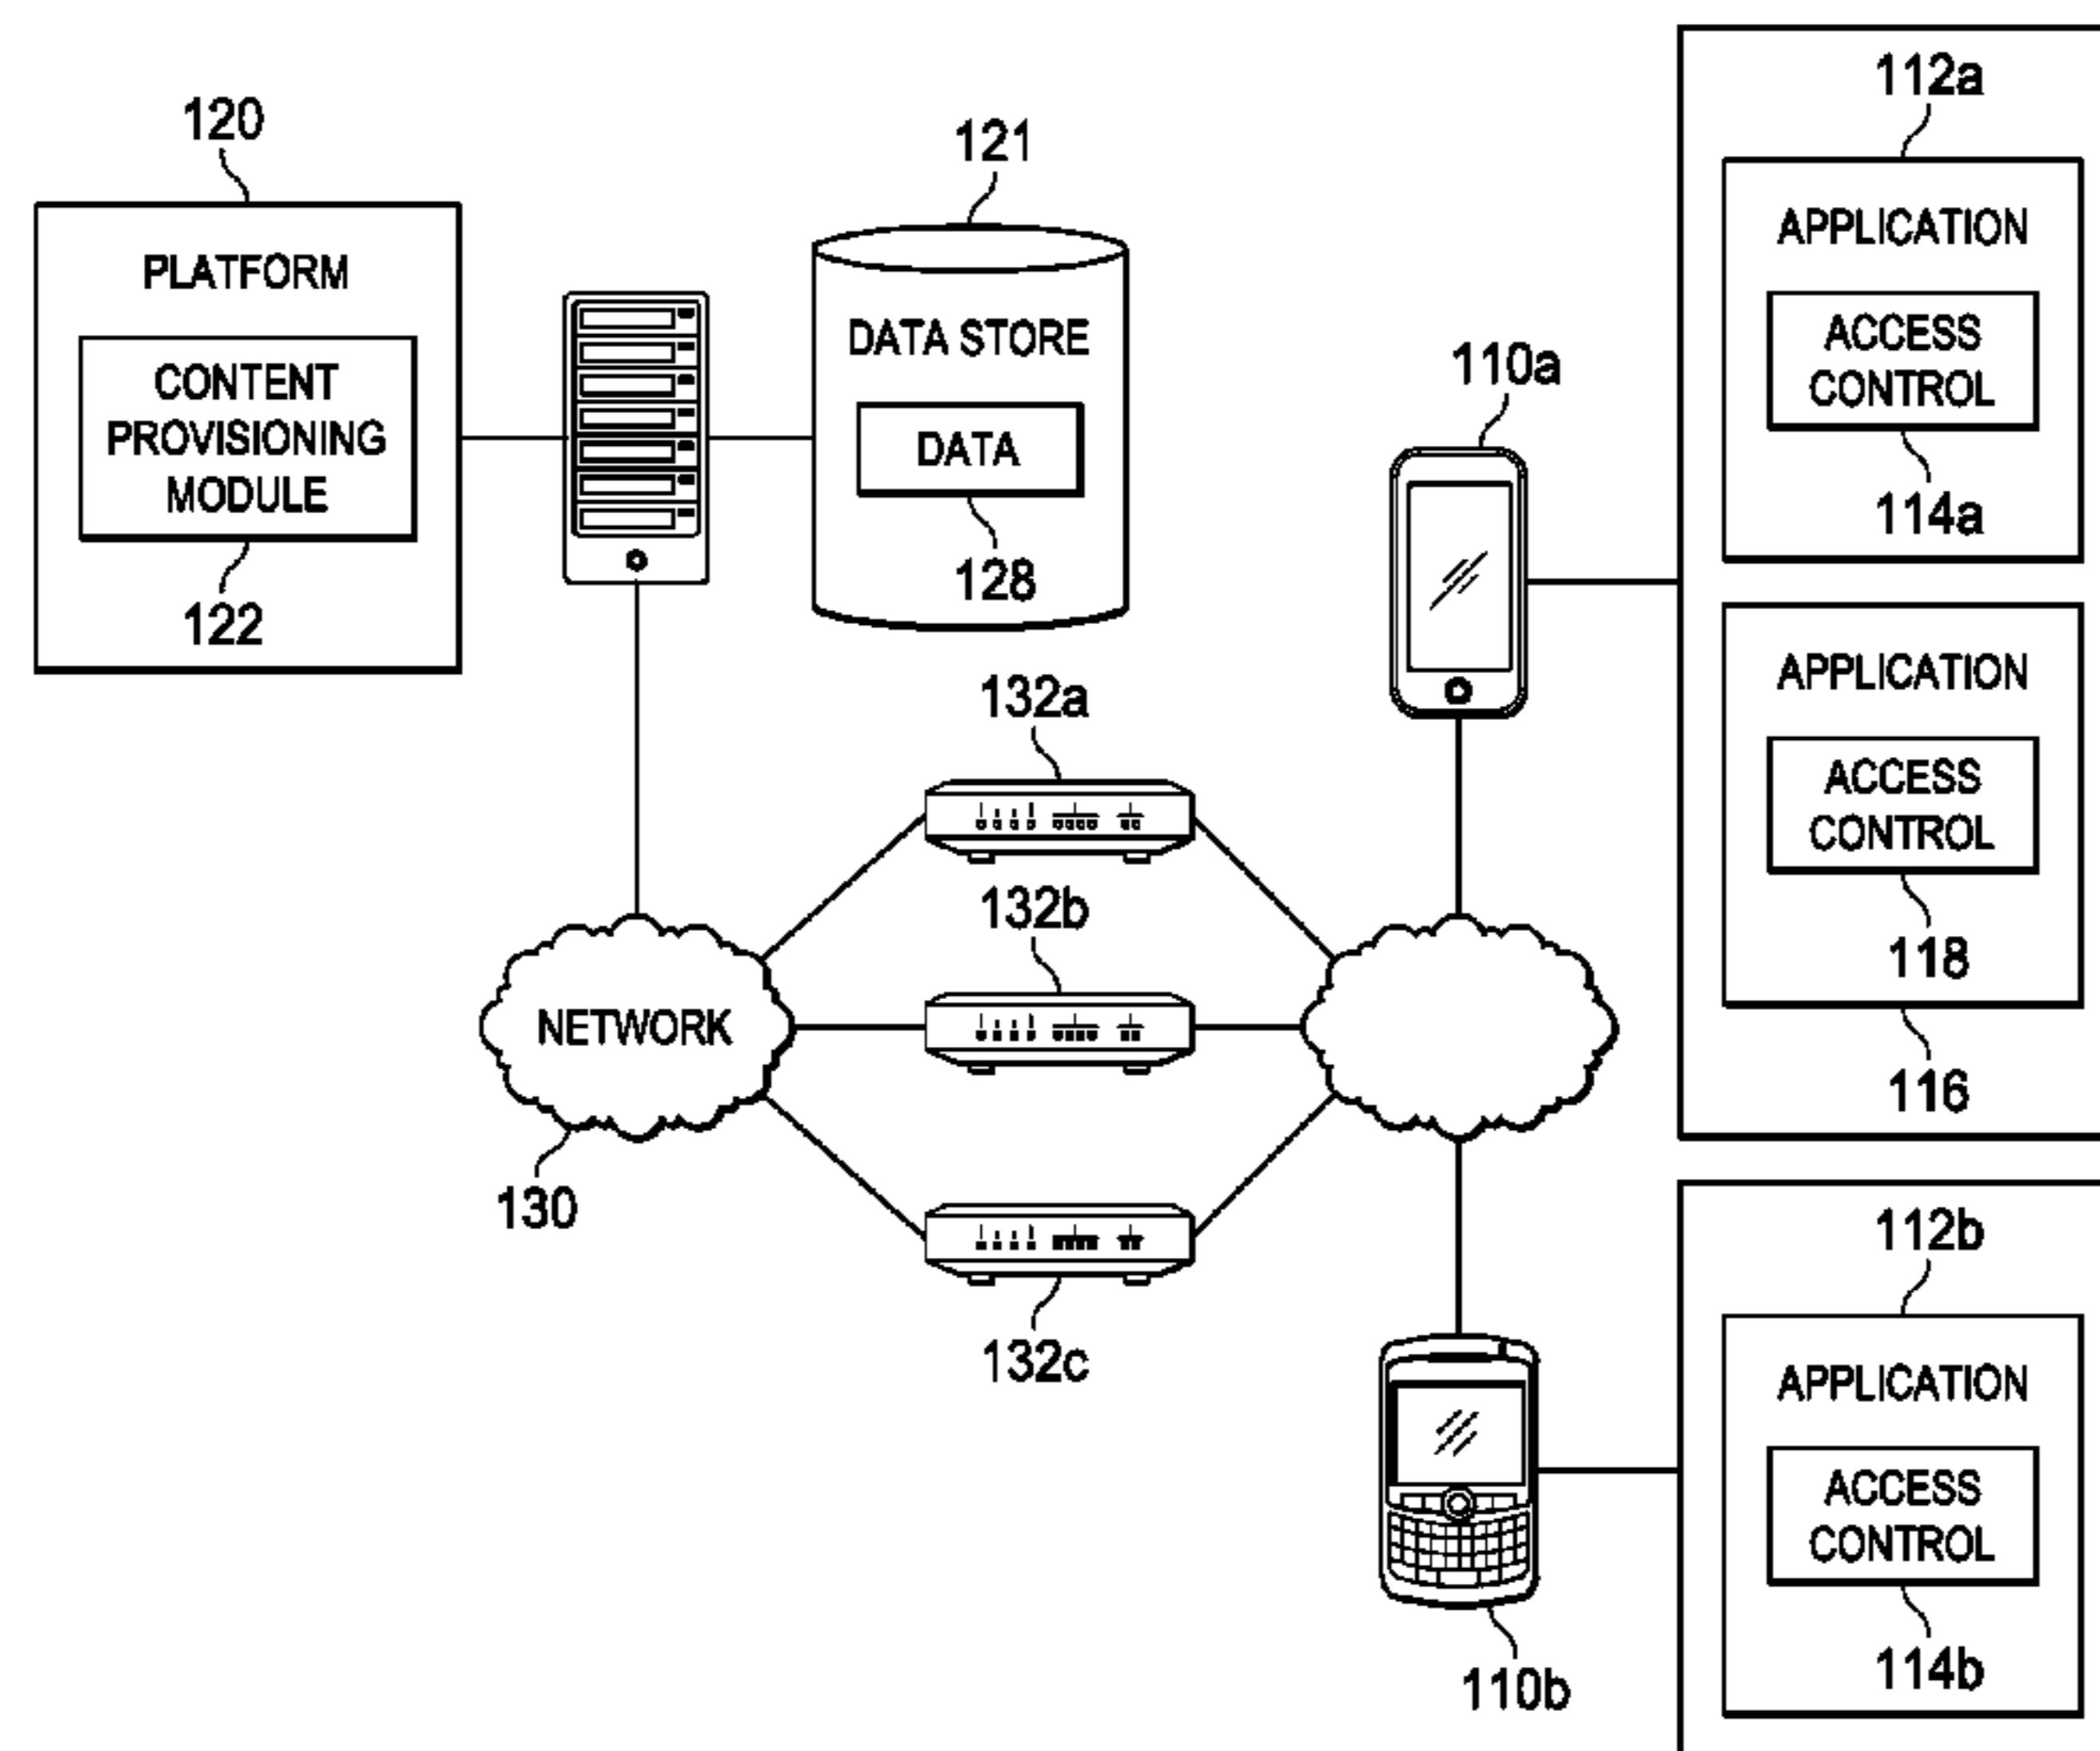 120
PLATFORM
CONTENT
PROVISIONING
MODULE
122
121
DATA STORE
DATA
128
110a
112a
APPLICATION
ACCESS
CONTROL
114a
APPLICATION
ACCESS
CONTROL
118
116
132a
132b
NETWORK
130
132c
110b
112b
APPLICATION
ACCESS
CONTROL
114b